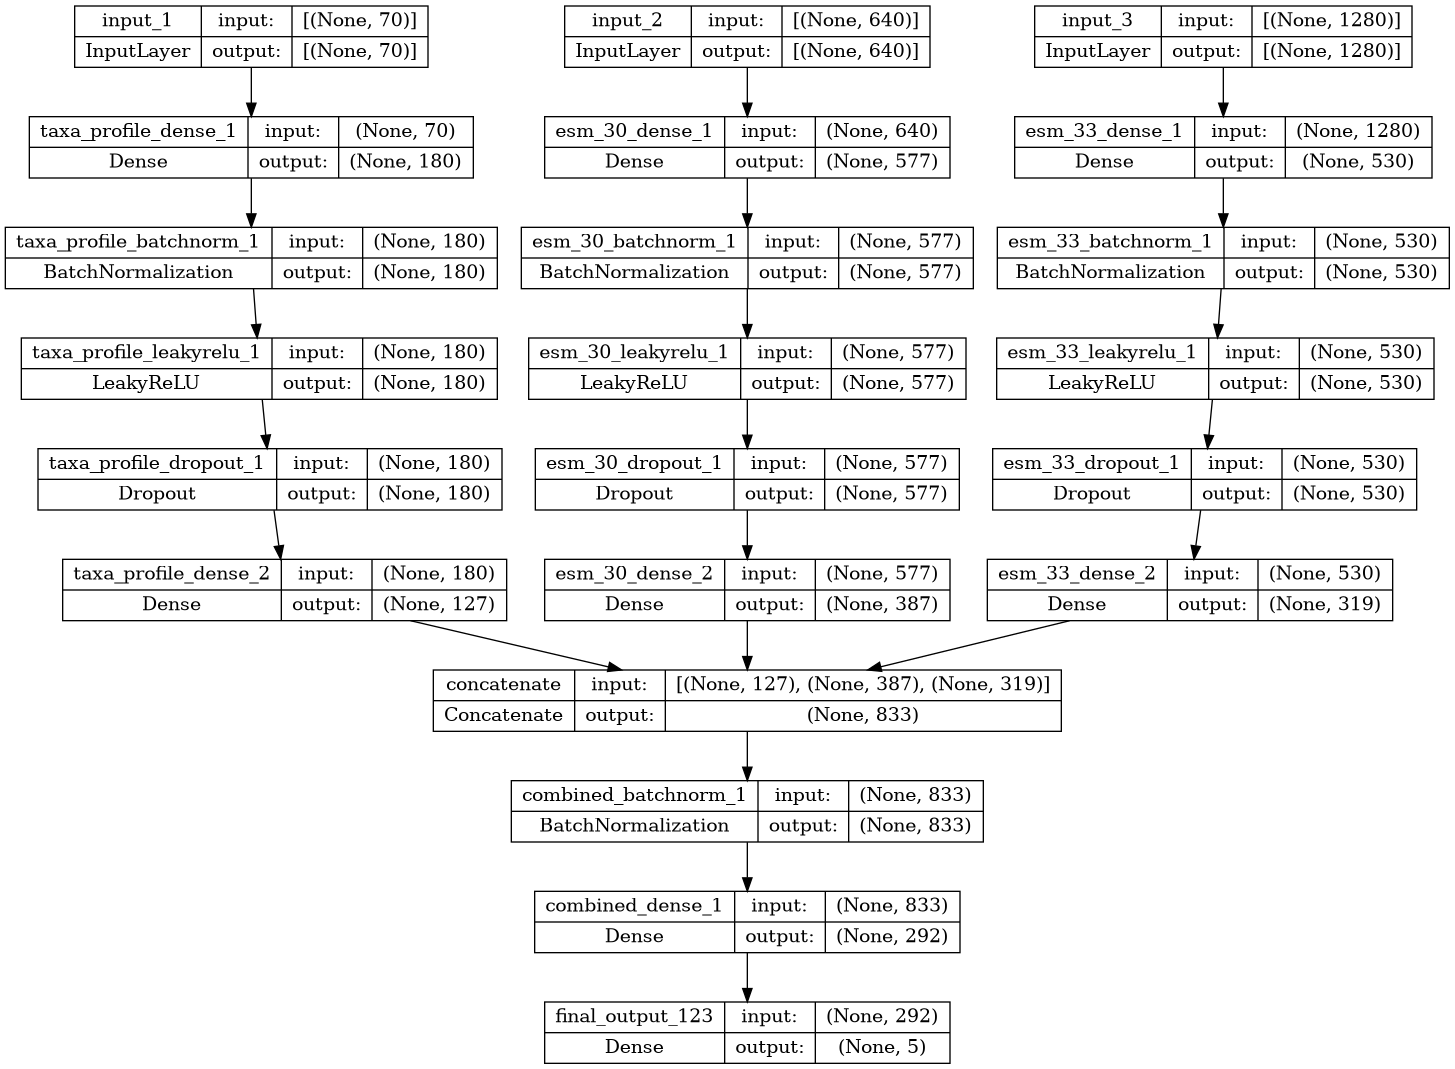 input_1 input: [(None, 70)]
InputLayer output: [(None, 70)]
input_2 input: [(None, 640)]
InputLayer output: [(None, 640)]
input_3 input: [(None, 1280)]
InputLayer output: [(None, 1280)]
taxa_profile_dense_1 input: (None, 70)
Dense output: (None, 180)
esm_30_dense_1 input: (None, 640)
Dense output: (None, 577)
esm_33_dense_1 input: (None, 1280)
Dense output: (None, 530)
taxa_profile_batchnorm_1 input: (None, 180)
BatchNormalization output: (None, 180)
esm_30_batchnorm_1 input: (None, 577)
BatchNormalization output: (None, 577)
esm_33_batchnorm_1 input: (None, 530)
BatchNormalization output: (None, 530)
taxa_profile_leakyrelu_1 input: (None, 180)
LeakyReLU output: (None, 180)
esm_30_leakyrelu_1 input: (None, 577)
LeakyReLU output: (None, 577)
esm_33_leakyrelu_1 input: (None, 530)
LeakyReLU output: (None, 530)
taxa_profile_dropout_1 input: (None, 180)
Dropout output: (None, 180)
esm_30_dropout_1 input: (None, 577)
Dropout output: (None, 577)
esm_33_dropout_1 input: (None, 530)
Dropout output: (None, 530)
taxa_profile_dense_2 input: (None, 180)
Dense output: (None, 127)
esm_30_dense_2 input: (None, 577)
Dense output: (None, 387)
esm_33_dense_2 input: (None, 530)
Dense output: (None, 319)
concatenate input: [(None, 127), (None, 387), (None, 319)]
Concatenate output: (None, 833)
combined_batchnorm_1 input: (None, 833)
BatchNormalization output: (None, 833)
combined_dense_1 input: (None, 833)
Dense output: (None, 292)
final_output_123 input: (None, 292)
Dense output: (None, 5)